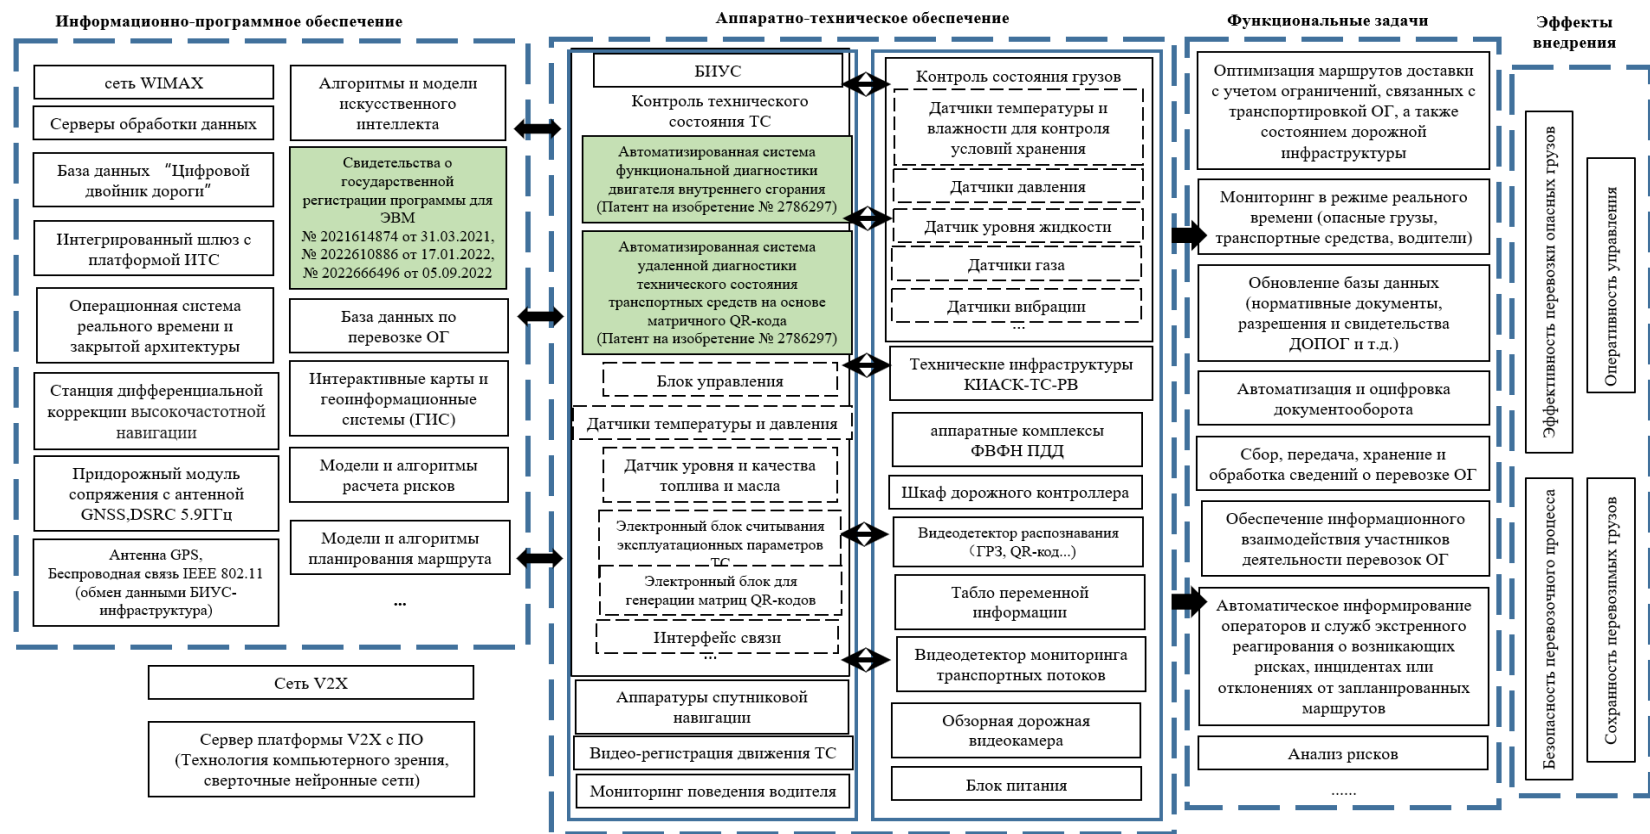 Информационно-программное обеспечение
сеть WIMAX
Серверы обработки данных
База данных “Цифровой
двойник дороги”
Интегрированный шлюз с
платформой ИТС
Операционная система
реального времени и
закрытой архитектуры
Станция дифференциальной
коррекции высокочастотной
навигации
Придорожный модуль
сопряжения с антенной
GNSS,DSRC 5.9ГГц
Антенна GPS,
Беспроводная связь IEEE 802.11
(обмен данными БИУС-
инфраструктура)
Алгоритмы и модели
искусственного
интеллекта
Свидетельства о
государственной
регистрации программы для
ЭВМ
№ 2021614874 от 31.03.2021,
№ 2022610886 от 17.01.2022,
№ 2022666496 от 05.09.2022
База данных по
перевозке ОГ
Интерактивные карты и
геоинформационные
системы (ГИС)
Модели и алгоритмы
расчета рисков
Модели и алгоритмы
планирования маршрута
...
Сеть V2X
Сервер платформы V2X с ПО
(Технология компьютерного зрения,
сверточные нейронные сети)
Аппаратно-техническое обеспечение
БИУС
Контроль технического
состояния ТС
Автоматизированная система
функциональной диагностики
двигателя внутреннего сгорания
(Патент на изобретение № 2786297)
Автоматизированная система
удаленной диагностики
технического состояния
транспортных средств на основе
матричного QR-кода
(Патент на изобретение № 2786297)
Блок управления
Датчики температуры и давления
Датчик уровня и качества
топлива и масла
Электронный блок считывания
эксплуатационных параметров
ТС
Электронный блок для
генерации матриц QR-кодов
Интерфейс связи
...
Аппаратуры спутниковой
навигации
Видео-регистрация движения ТС
Мониторинг поведения водителя
Контроль состояния грузов
Датчики температуры и
влажности для контроля
условий хранения
Датчики давления
Датчик уровня жидкости
Датчики газа
Датчики вибрации
...
Технические инфраструктуры
КИАСК-ТС-РВ
аппаратные комплексы
ФВФН ПДД
Шкаф дорожного контроллера
Видеодетектор распознавания
(ГРЗ, QR-код...)
Табло переменной
информации
Видеодетектор мониторинга
транспортных потоков
Обзорная дорожная
видеокамера
Блок питания
Функциональные задачи
Оптимизация маршрутов доставки
с учетом ограничений, связанных с
транспортировкой ОГ, а также
состоянием дорожной
инфраструктуры
Мониторинг в режиме реального
времени (опасные грузы,
транспортные средства, водители)
Обновление базы данных
(нормативные документы,
разрешения и свидетельства
ДОПОГ и т.д.)
Автоматизация и оцифровка
документооборота
Сбор, передача, хранение и
обработка сведений о перевозке ОГ
Обеспечение информационного
взаимодействия участников
деятельности перевозок ОГ
Автоматическое информирование
операторов и служб экстренного
реагирования о возникающих
рисках, инцидентах или
отклонениях от запланированных
маршрутов
Анализ рисков
......
Эффекты
внедрения
Эффективность перевозки опасных грузов
Оперативность управления
Безопасность перевозочного процесса
Сохранность перевозимых грузов